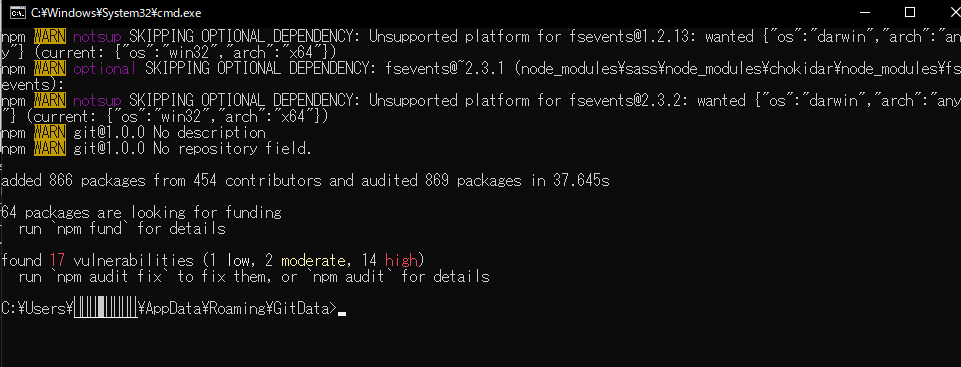 C:¥Windows¥System32¥cmd.exe
npm WARN notsup SKIPPING OPTIONAL DEPENDENCY: Unsupported platform for fsevents@1.2.13: wanted {"os":"darwin","arch":"an
y"} (current: {"os":"win32","arch":"x64"})
npm WARN optional SKIPPING OPTIONAL DEPENDENCY: fsevents@~2.3.1 (node_modules¥sass¥node_modules¥chokidar¥node_modules¥fs
events):
npm WARN notsup SKIPPING OPTIONAL DEPENDENCY: Unsupported platform for fsevents@2.3.2: wanted {"os":"darwin","arch":"any
"} (current: {"os":"win32","arch":"x64"})
npm WARN git@1.0.0 No description
npm WARN git@1.0.0 No repository field.
added 866 packages from 454 contributors and audited 869 packages in 37.645s
64 packages are looking for funding
run `npm fund` for details
found 17 vulnerabilities (1 low, 2 moderate, 14 high)
run `npm audit fix` to fix them, or `npm audit` for details
C:¥Users¥ ¥AppData¥Roaming¥GitData>